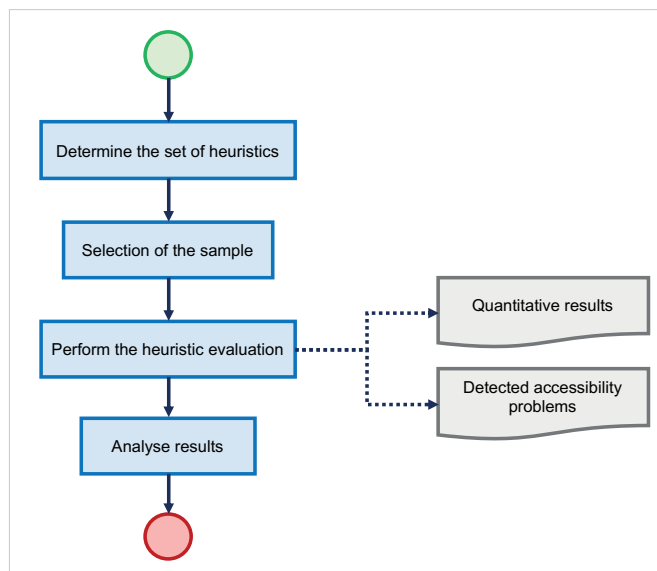 Determine the set of heuristics
Selection of the sample
Perform the heuristic evaluation
Analyse results
Quantitative results
Detected accessibility
problems